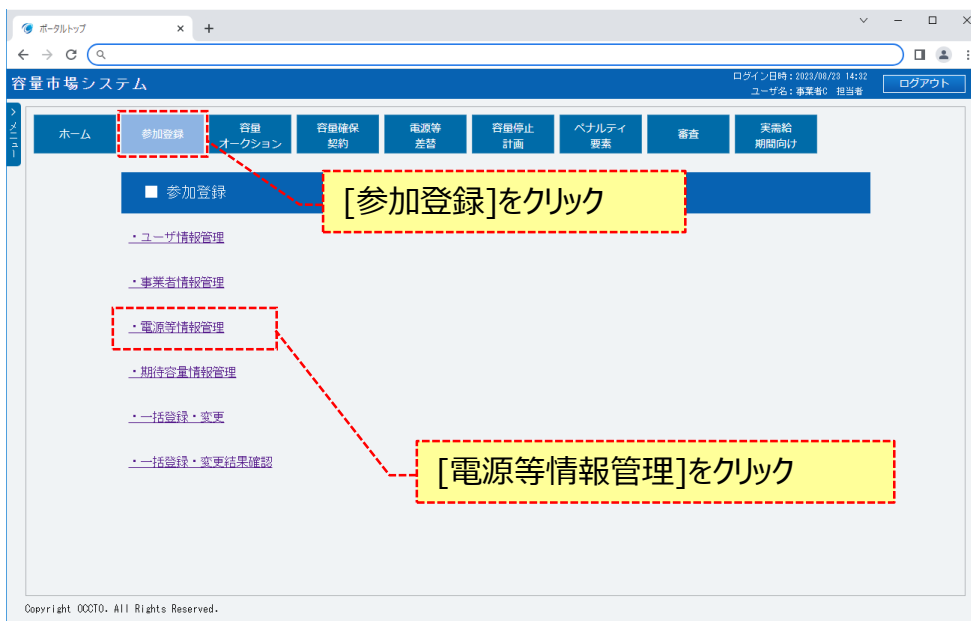 ポータルトップ
容量市場システム
ログイン日時：2023/08/23 14:32
ユーザ名：事業者C 担当者
ログアウト
メニュー
ホーム
参加登録
容量
オークション
容量確保
契約
電源等
差替
容量停止
計画
ペナルティ
要素
審査
実需給
期間向け
■ 参加登録
[参加登録]をクリック
・ユーザ情報管理
・事業者情報管理
・電源等情報管理
・期待容量情報管理
・一括登録・変更
・一括登録・変更結果確認
[電源等情報管理]をクリック
Copyright OCCTO. All Rights Reserved.